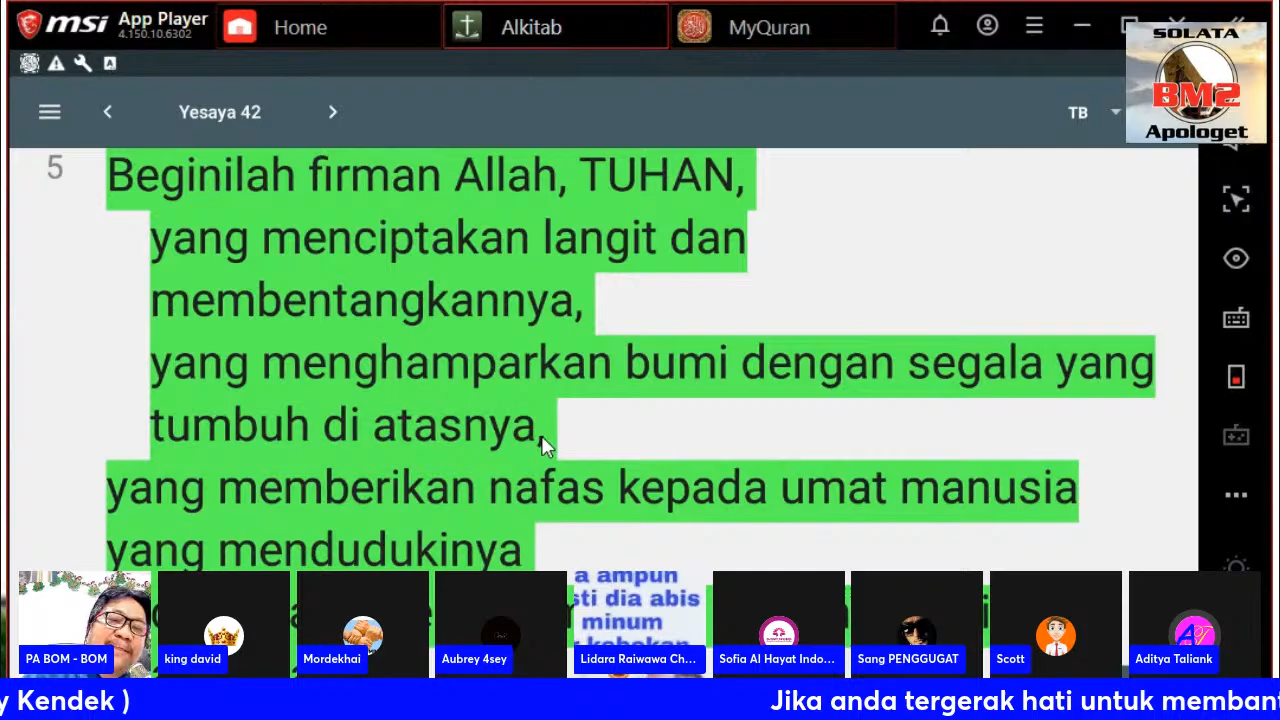 msi App Player
4.150.10.6302
Home
Alkitab
MyQuran
SOLATA
BM2
Apologet
Yesaya 42
TB
5
Beginilah firman Allah, TUHAN,
yang menciptakan langit dan
membentangkannya,
yang menghamparkan bumi dengan segala yang
tumbuh di atasnya,
yang memberikan nafas kepada umat manusia
yang mendudukinya
a ampun
sti dia abis
minum
PA BOM - BOM
king david
Mordekhai
Aubrey 4sey
Lidara Raiwawa Ch...
Sofia Al Hayat Indo...
Sang PENGGUGAT
Scott
Aditya Taliank
y Kendek )
Jika anda tergerak hati untuk memban